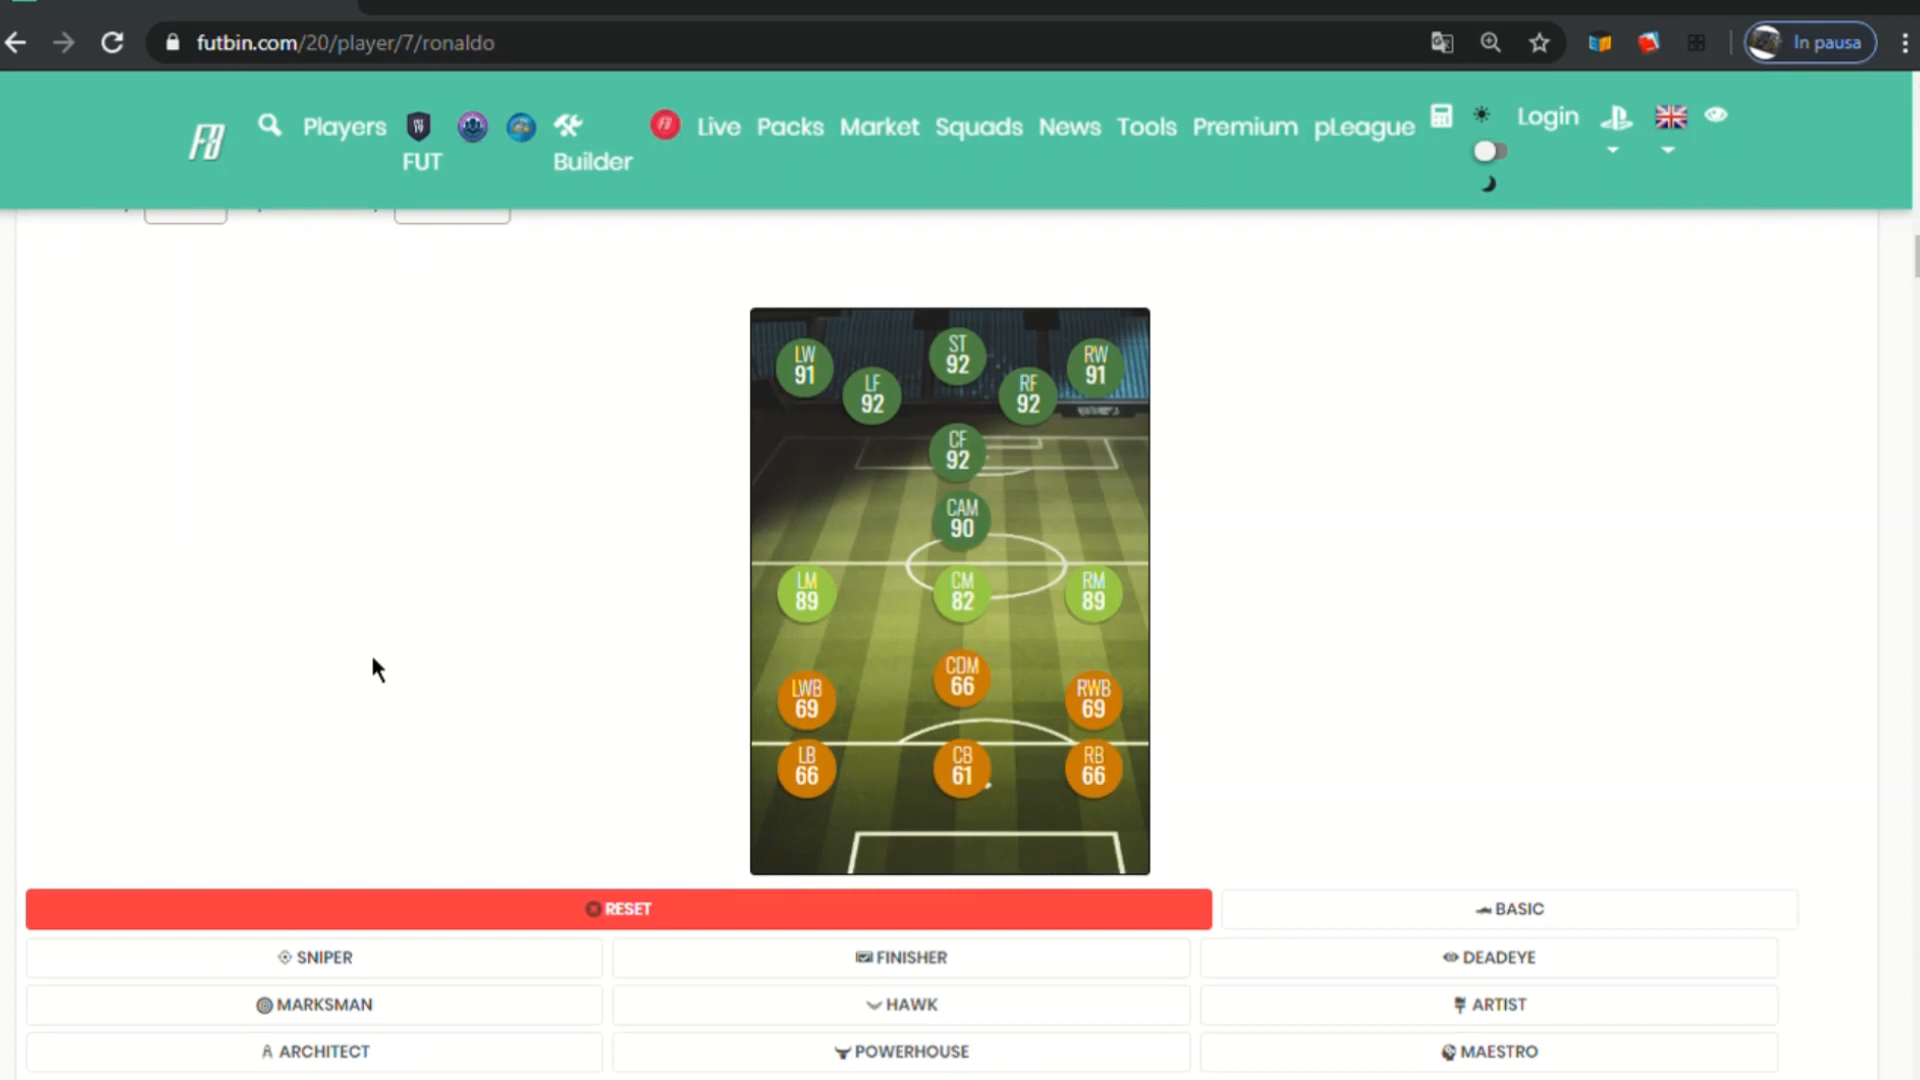 futbin.com/20/player/7/ronaldo
In pausa
Players
FUT
Builder
Live
Packs
Market
Squads
News
Tools
Premium
pLeague
Login
LW
91
ST
92
RW
91
LF
92
RF
92
CF
92
CAM
90
LM
89
CM
82
RM
89
CDM
66
LWB
69
RWB
69
LB
66
CB
61
RB
66
RESET
BASIC
SNIPER
FINISHER
DEADEYE
MARKSMAN
HAWK
ARTIST
ARCHITECT
POWERHOUSE
MAESTRO